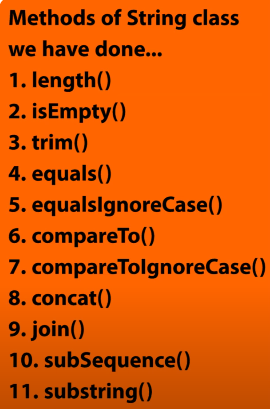 Methods of String class
we have done...
1. length()
2. isEmpty()
3. trim()
4. equals()
5. equalsIgnoreCase()
6. compareTo()
7. compareToIgnoreCase()
8. concat()
9. join()
10. subSequence()
11. substring()